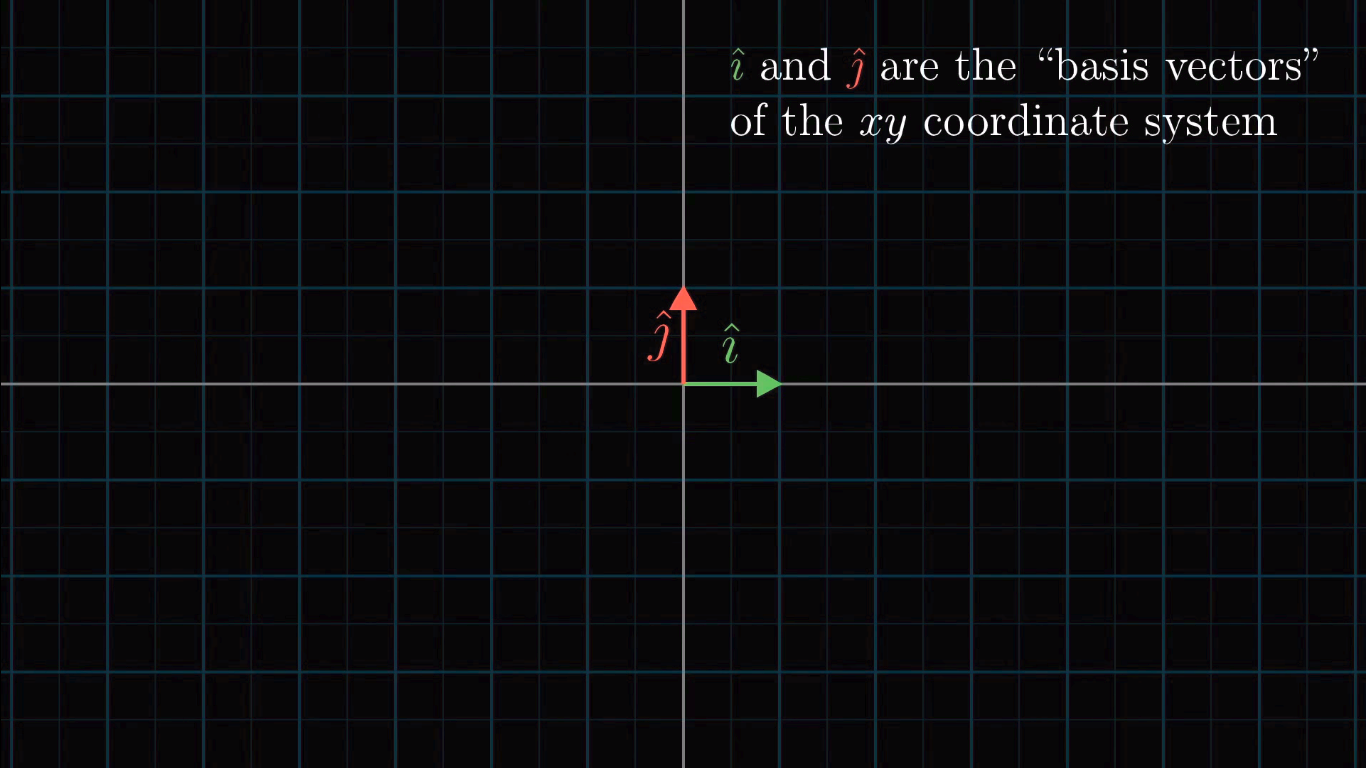 î and ĵ are the “basis vectors”
of the xy coordinate system
ĵ
î